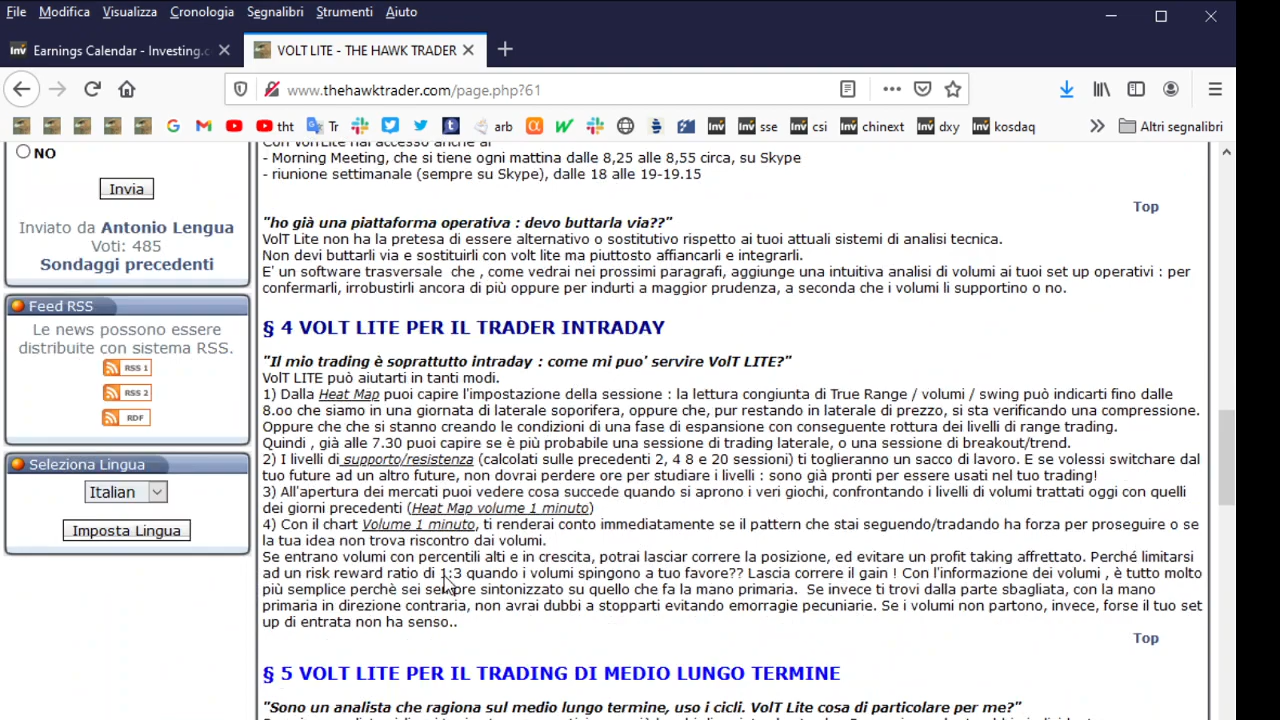 File Modifica Visualizza Cronologia Segnalibri Strumenti Aiuto
Inv Earnings Calendar - Investing.
VOLT LITE - THE HAWK TRADER
www.thehawktrader.com/page.php?61
tht Tr arb Inv Inv sse Inv csi Inv chinext Inv dxy Inv kosdaq Altri segnalibri
NO
Invia
Inviato da Antonio Lengua
Voti: 485
Sondaggi precedenti
Feed RSS
Le news possono essere
distribuite con sistema RSS.
RSS 1
RSS 2
RDF
Seleziona Lingua
Italian
Imposta Lingua
Con VolTLite hai accesso anche al
- Morning Meeting, che si tiene ogni mattina dalle 8,25 alle 8,55 circa, su Skype
- riunione settimanale (sempre su Skype), dalle 18 alle 19-19.15
Top
"ho già una piattaforma operativa : devo buttarla via??"
VolT Lite non ha la pretesa di essere alternativo o sostitutivo rispetto ai tuoi attuali sistemi di analisi tecnica.
Non devi buttarli via e sostituirli con volt lite ma piuttosto affiancarli e integrarli.
E' un software trasversale che , come vedrai nei prossimi paragrafi, aggiunge una intuitiva analisi di volumi ai tuoi set up operativi : per
confermarli, irrobustirli ancora di più oppure per indurti a maggior prudenza, a seconda che i volumi li supportino o no.
§ 4 VOLT LITE PER IL TRADER INTRADAY
"Il mio trading è soprattutto intraday : come mi puo' servire VolT LITE?"
VolT LITE può aiutarti in tanti modi.
1) Dalla Heat Map puoi capire l'impostazione della sessione : la lettura congiunta di True Range / volumi / swing può indicarti fino dalle
8.oo che siamo in una giornata di laterale soporifera, oppure che, pur restando in laterale di prezzo, si sta verificando una compressione.
Oppure che che si stanno creando le condizioni di una fase di espansione con conseguente rottura dei livelli di range trading.
Quindi , già alle 7.30 puoi capire se è più probabile una sessione di trading laterale, o una sessione di breakout/trend.
2) I livelli di supporto/resistenza (calcolati sulle precedenti 2, 4 8 e 20 sessioni) ti toglieranno un sacco di lavoro. E se volessi switchare dal
tuo future ad un altro future, non dovrai perdere ore per studiare i livelli : sono già pronti per essere usati nel tuo trading!
3) All'apertura dei mercati puoi vedere cosa succede quando si aprono i veri giochi, confrontando i livelli di volumi trattati oggi con quelli
dei giorni precedenti (Heat Map volume 1 minuto)
4) Con il chart Volume 1 minuto, ti renderai conto immediatamente se il pattern che stai seguendo/tradando ha forza per proseguire o se
la tua idea non trova riscontro dai volumi.
Se entrano volumi con percentili alti e in crescita, potrai lasciar correre la posizione, ed evitare un profit taking affrettato. Perché limitarsi
ad un risk reward ratio di 1:3 quando i volumi spingono a tuo favore?? Lascia correre il gain ! Con l'informazione dei volumi , è tutto molto
più semplice perchè sei sempre sintonizzato su quello che fa la mano primaria. Se invece ti trovi dalla parte sbagliata, con la mano
primaria in direzione contraria, non avrai dubbi a stopparti evitando emorragie pecuniarie. Se i volumi non partono, invece, forse il tuo set
up di entrata non ha senso..
Top
§ 5 VOLT LITE PER IL TRADING DI MEDIO LUNGO TERMINE
"Sono un analista che ragiona sul medio lungo termine, uso i cicli. VolT Lite cosa di particolare per me?"